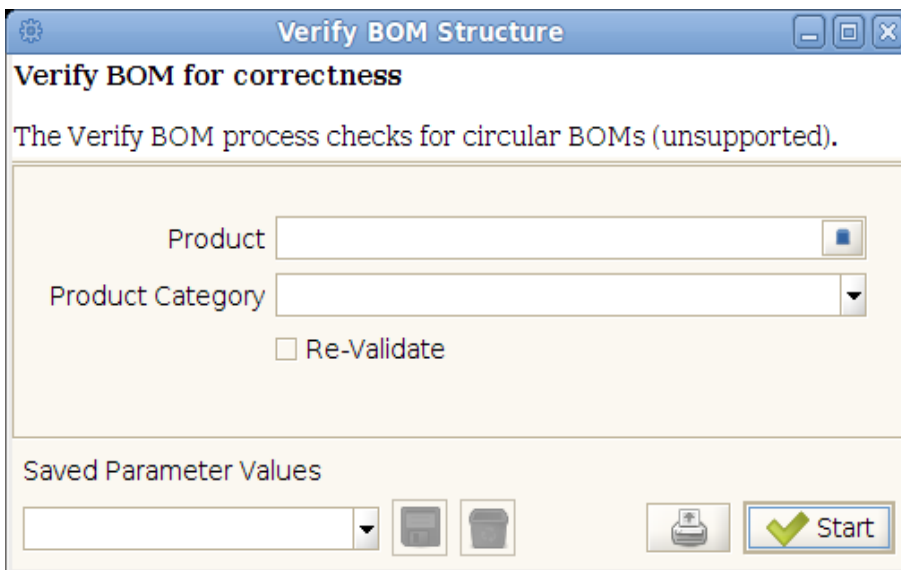 Verify BOM Structure
Verify BOM for correctness
The Verify BOM process checks for circular BOMs (unsupported).
Product
Product Category
Re-Validate
Saved Parameter Values
Start